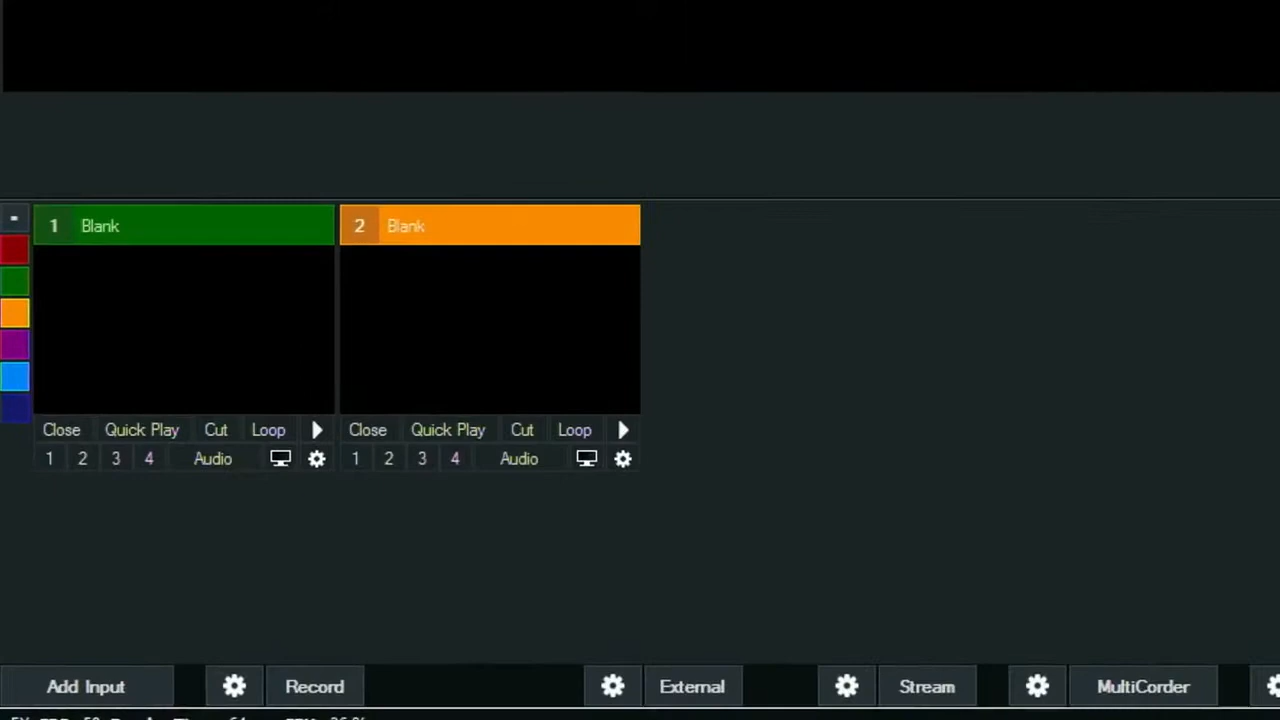 1 Blank 2 Blank
Close Quick Play Cut Loop Close Quick Play Cut Loop
1 2 3 4 Audio 1 2 3 4 Audio
Add Input Record External Stream MultiCorder